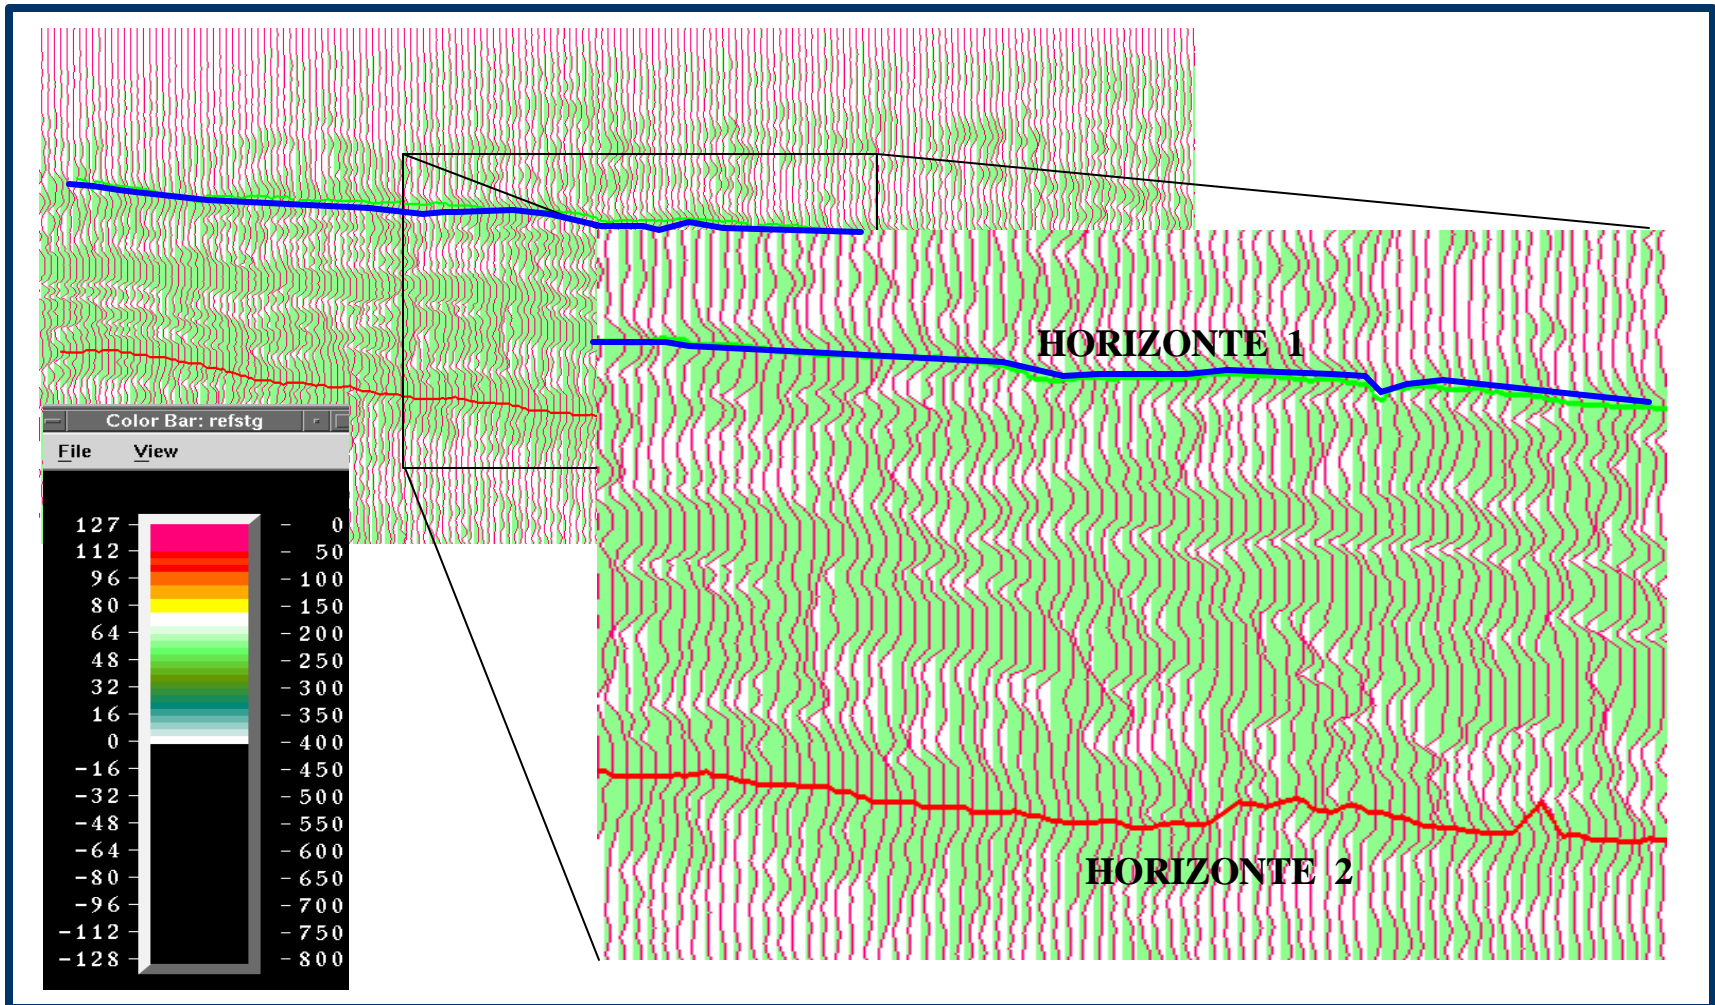 HORIZONTE 1
Color Bar: refstg
File View
127 - 0
112 - 50
96 - 100
80 - 150
64 - 200
48 - 250
32 - 300
16 - 350
0 - 400
-16 - 450
-32 - 500
-48 - 550
-64 - 600
-80 - 650
-96 - 700
-112 - 750
-128 - 800
HORIZONTE 2